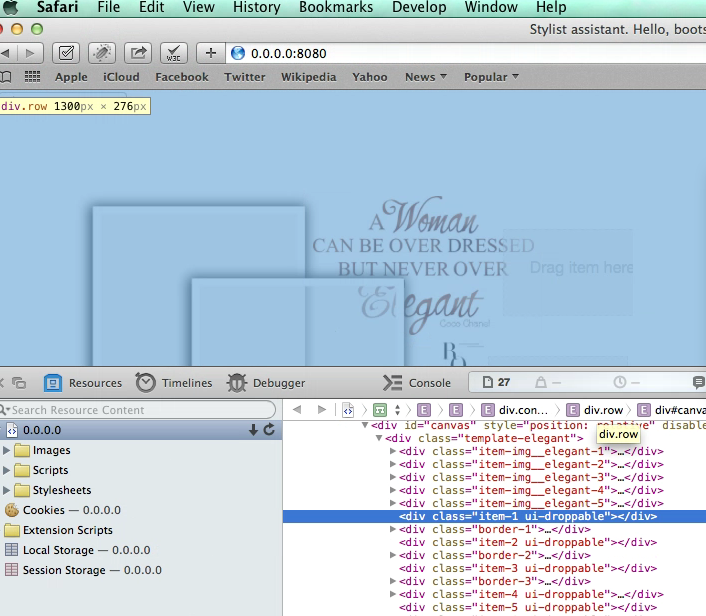 Safari File Edit View History Bookmarks Develop Window Help
Stylist assistant. Hello, boots
W3C 0.0.0.0:8080
Apple iCloud Facebook Twitter Wikipedia Yahoo News Popular
div.row 1300px × 276px
A Woman
CAN BE OVER DRESSED
BUT NEVER OVER
Elegant
Coco Chanel
Drag item here
Resources Timelines Debugger Console 27
Search Resource Content
div.con... div.row div#canva
0.0.0.0
Images
Scripts
Stylesheets
Cookies — 0.0.0.0
Extension Scripts
Local Storage — 0.0.0.0
Session Storage — 0.0.0.0
<div id="canvas" style="position: relative" disable
div.row
<div class="template-elegant">
<div class="item-img__elegant-1">…</div>
<div class="item-img__elegant-2">…</div>
<div class="item-img__elegant-3">…</div>
<div class="item-img__elegant-4">…</div>
<div class="item-img__elegant-5">…</div>
<div class="item-1 ui-droppable"></div>
<div class="border-1">…</div>
<div class="item-2 ui-droppable"></div>
<div class="border-2">…</div>
<div class="item-3 ui-droppable"></div>
<div class="border-3">…</div>
<div class="item-4 ui-droppable"></div>
<div class="item-5 ui-droppable"></div>